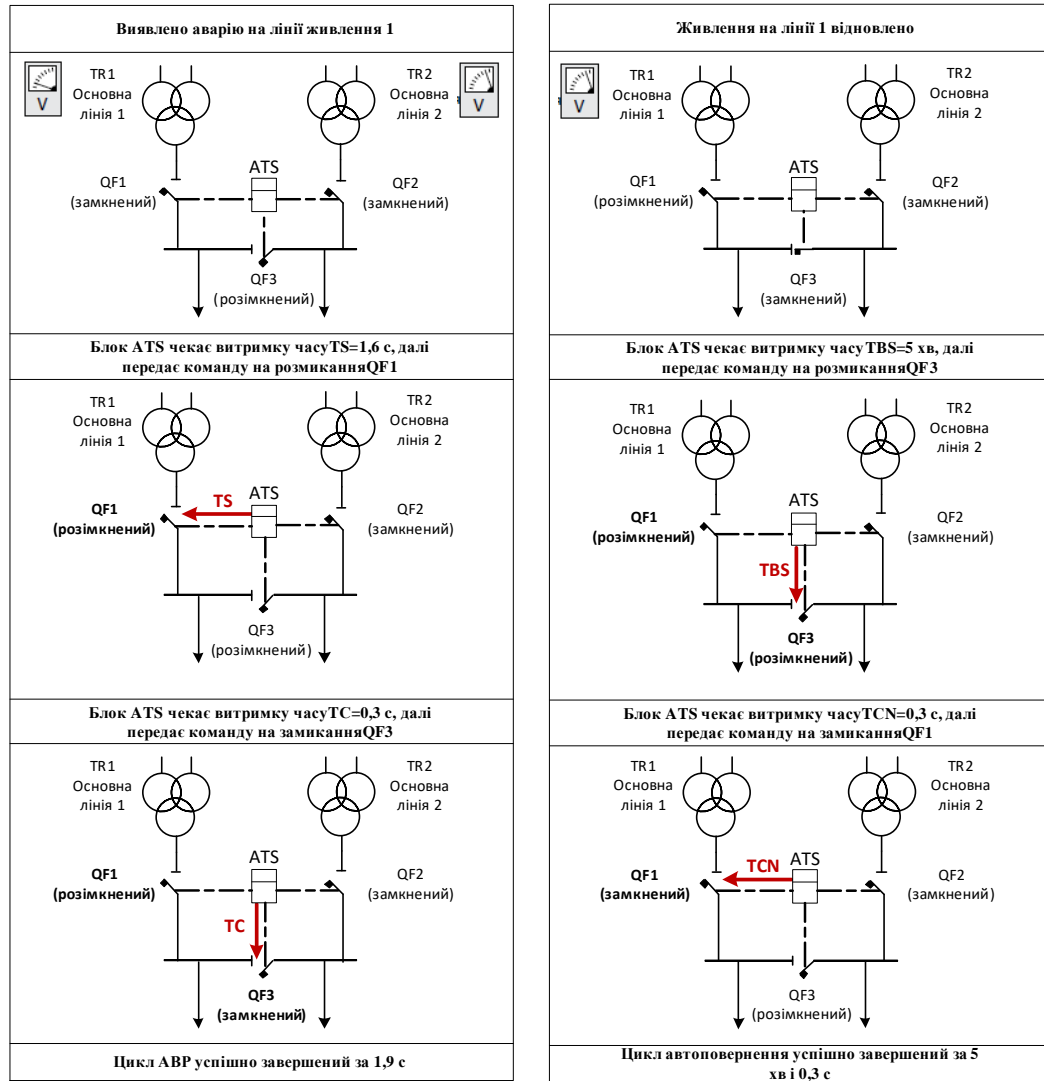 Виявлено аварію на лінії живлення 1
V
TR1
Основна
лінія 1
TR2
Основна
лінія 2
V
ATS
QF1
(замкнений)
QF2
(замкнений)
QF3
(розімкнений)
Блок ATS чекає витримку часуTS=1,6 с, далі
передає команду на розмиканняQF1
TR1
Основна
лінія 1
TR2
Основна
лінія 2
TS
ATS
QF1
(розімкнений)
QF2
(замкнений)
QF3
(розімкнений)
Блок ATS чекає витримку часуTC=0,3 с, далі
передає команду на замиканняQF3
TR1
Основна
лінія 1
TR2
Основна
лінія 2
ATS
QF1
(розімкнений)
QF2
(замкнений)
TC
QF3
(замкнений)
Цикл АВР успішно завершений за 1,9 с
Живлення на лінії 1 відновлено
V
TR1
Основна
лінія 1
TR2
Основна
лінія 2
ATS
QF1
(розімкнений)
QF2
(замкнений)
QF3
(замкнений)
Блок ATS чекає витримку часуTBS=5 хв, далі
передає команду на розмиканняQF3
TR1
Основна
лінія 1
TR2
Основна
лінія 2
ATS
QF1
(розімкнений)
QF2
(замкнений)
TBS
QF3
(розімкнений)
Блок ATS чекає витримку часуTCN=0,3 с, далі
передає команду на замиканняQF1
TR1
Основна
лінія 1
TR2
Основна
лінія 2
TCN
ATS
QF1
(замкнений)
QF2
(замкнений)
QF3
(розімкнений)
Цикл автоповернення успішно завершений за 5
хв і 0,3 с